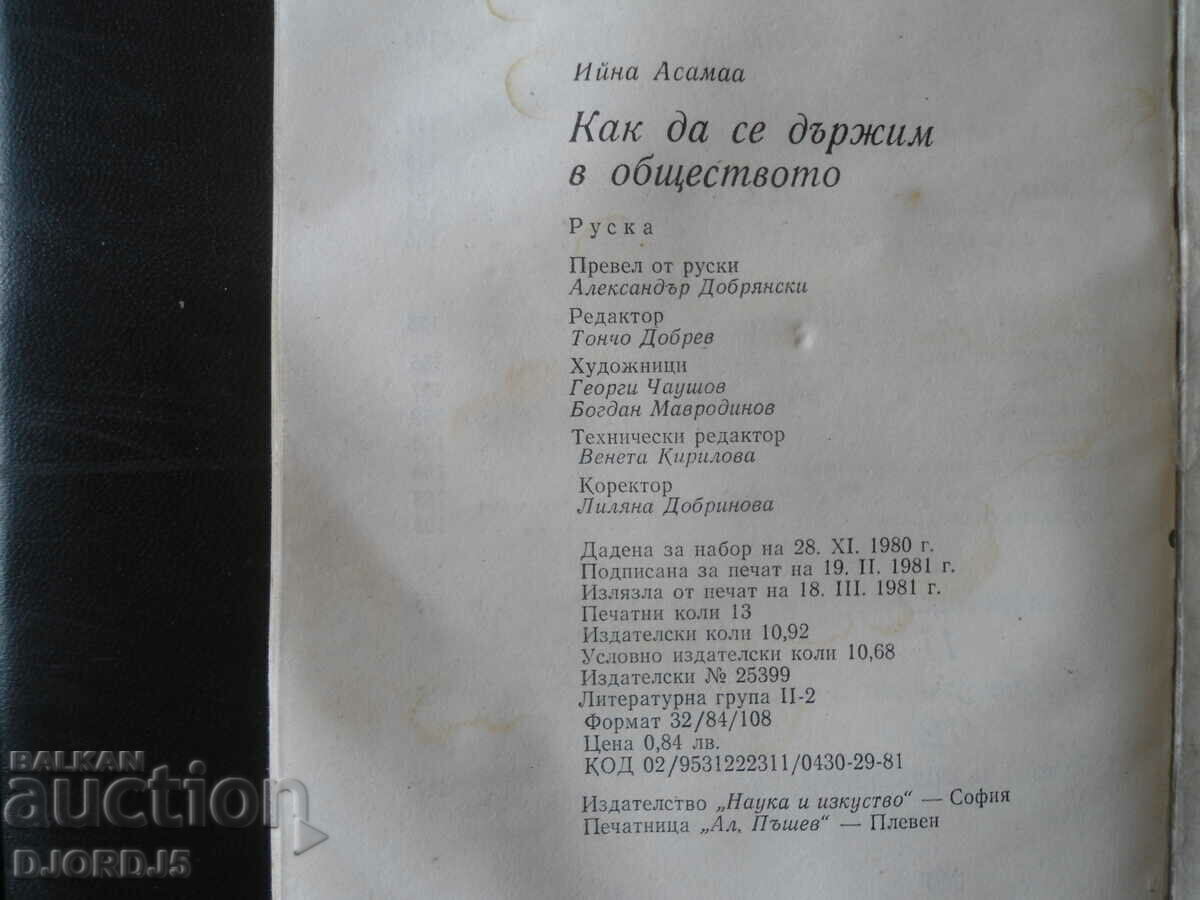 Ийна Асамаа
Как да се държим
в обществото
Руска
Превел от руски
Александър Добрянски
Редактор
Тончо Добрев
Художници
Георги Чаушов
Богдан Мавродинов
Технически редактор
Венета Кирилова
Коректор
Лиляна Добринова
Дадена за набор на 28. XI. 1980 г.
Подписана за печат на 19. II. 1981 г.
Излязла от печат на 18. III. 1981 г.
Печатни коли 13
Издателски коли 10,92
Условно издателски коли 10,68
Издателски № 25399
Литературна група II-2
Формат 32/84/108
Цена 0,84 лв.
КОД 02/9531222311/0430-29-81
Издателство „Наука и изкуство“ — София
Печатница „Ал. Пъшев“ — Плевен
BALKAN
auction
DJORDJ5